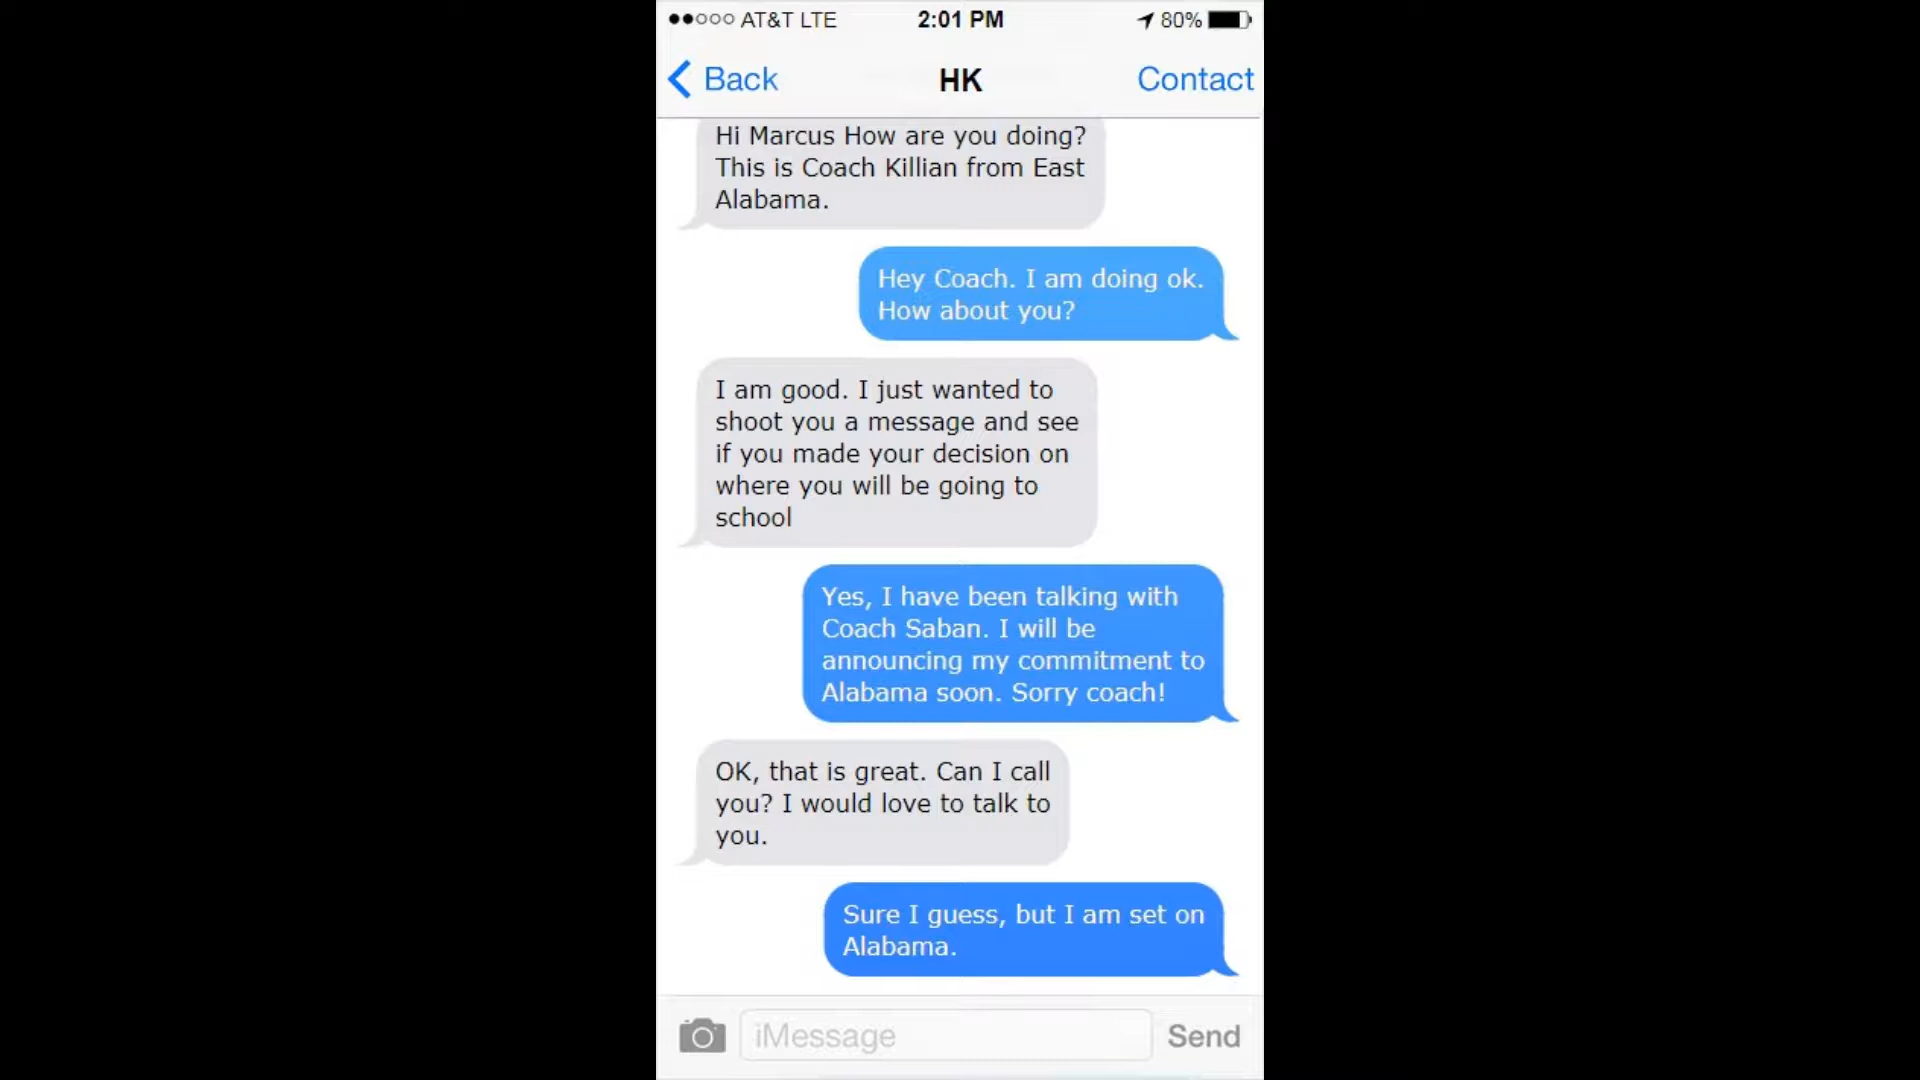 AT&T LTE 2:01 PM 80%
Back HK Contact
Hi Marcus How are you doing?
This is Coach Killian from East
Alabama.
Hey Coach. I am doing ok.
How about you?
I am good. I just wanted to
shoot you a message and see
if you made your decision on
where you will be going to
school
Yes, I have been talking with
Coach Saban. I will be
announcing my commitment to
Alabama soon. Sorry coach!
OK, that is great. Can I call
you? I would love to talk to
you.
Sure I guess, but I am set on
Alabama.
iMessage Send